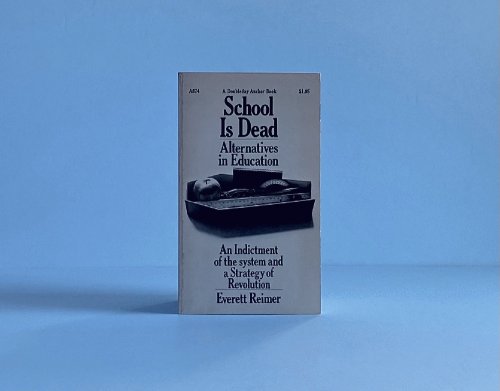 A874 A Doubleday Anchor Book $1.95
School
Is Dead
Alternatives
in Education
An Indictment
of the system and
a Strategy of
Revolution
Everett Reimer